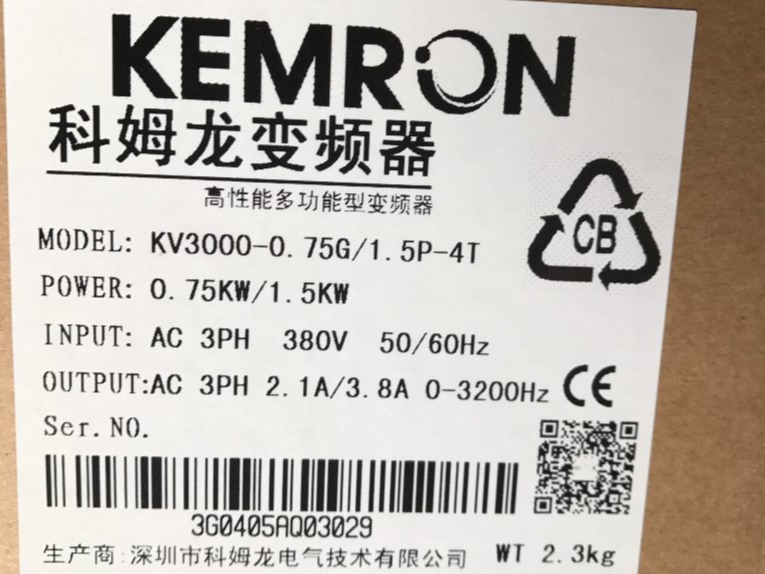 KEMRON
科姆龙变频器
高性能多功能型变频器
CB
MODEL: KV3000-0.75G/1.5P-4T
POWER: 0.75KW/1.5KW
INPUT: AC 3PH 380V 50/60Hz
OUTPUT:AC 3PH 2.1A/3.8A 0-3200Hz CE
Ser.NO.
3G0405AQ03029
生产商:深圳市科姆龙电气技术有限公司 WT 2.3kg